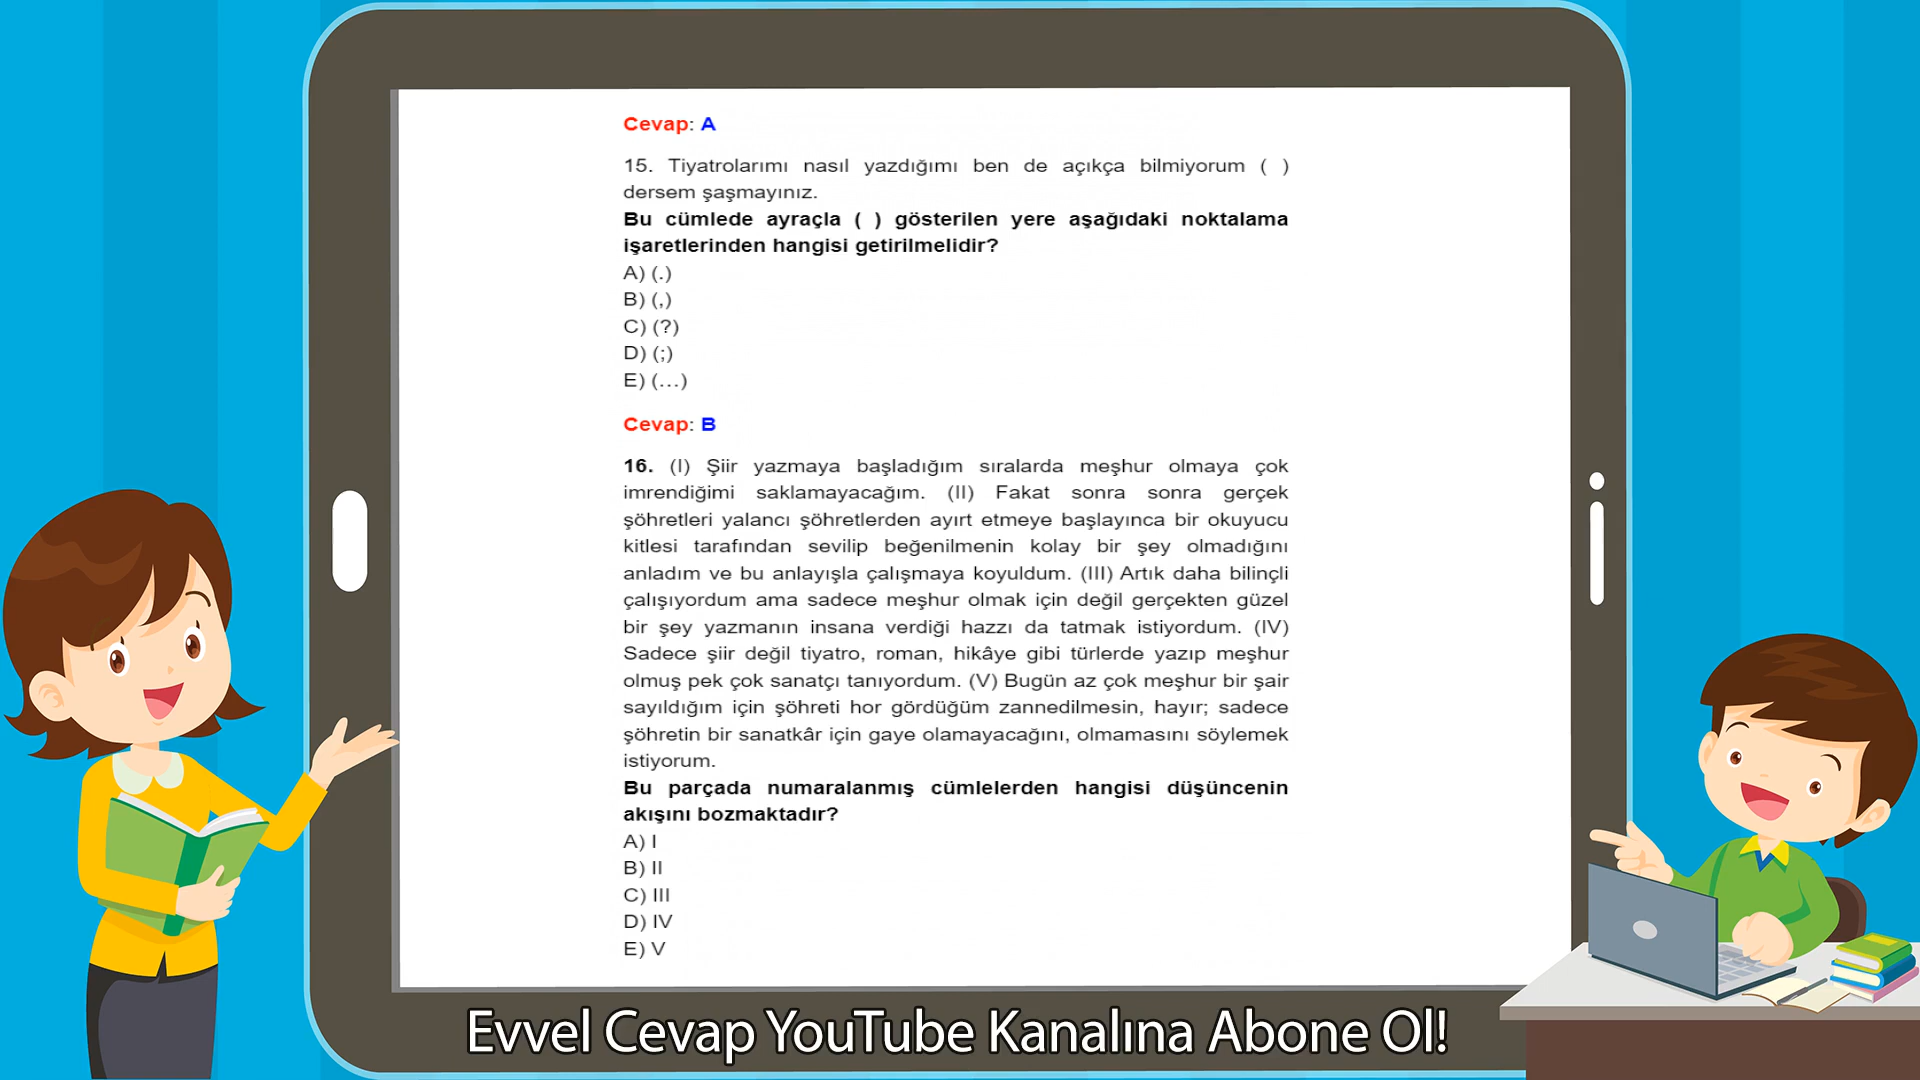 Cevap: A
15. Tiyatrolarımı nasıl yazdığımı ben de açıkça bilmiyorum ( )
dersem şaşmayınız.
Bu cümlede ayraçla ( ) gösterilen yere aşağıdaki noktalama
işaretlerinden hangisi getirilmelidir?
A) (.)
B) (,)
C) (?)
D) (;)
E) (…)
Cevap: B
16. (I) Şiir yazmaya başladığım sıralarda meşhur olmaya çok
imrendiğimi saklamayacağım. (II) Fakat sonra sonra gerçek
şöhretleri yalancı şöhretlerden ayırt etmeye başlayınca bir okuyucu
kitlesi tarafından sevilip beğenilmenin kolay bir şey olmadığını
anladım ve bu anlayışla çalışmaya koyuldum. (III) Artık daha bilinçli
çalışıyordum ama sadece meşhur olmak için değil gerçekten güzel
bir şey yazmanın insana verdiği hazzı da tatmak istiyordum. (IV)
Sadece şiir değil tiyatro, roman, hikâye gibi türlerde yazıp meşhur
olmuş pek çok sanatçı tanıyordum. (V) Bugün az çok meşhur bir şair
sayıldığım için şöhreti hor gördüğüm zannedilmesin, hayır; sadece
şöhretin bir sanatkâr için gaye olamayacağını, olmamasını söylemek
istiyorum.
Bu parçada numaralanmış cümlelerden hangisi düşüncenin
akışını bozmaktadır?
A) I
B) II
C) III
D) IV
E) V
Evvel Cevap YouTube Kanalına Abone Ol!